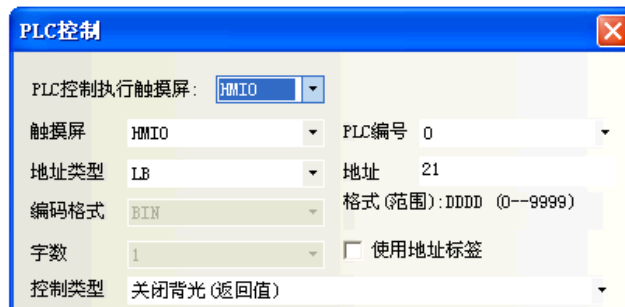 PLC控制
PLC控制执行触摸屏: HMI0
触摸屏 HMI0 PLC编号 0
地址类型 LB 地址 21
编码格式 BIN 格式(范围):DDDD (0--9999)
字数 1 使用地址标签
控制类型 关闭背光(返回值)